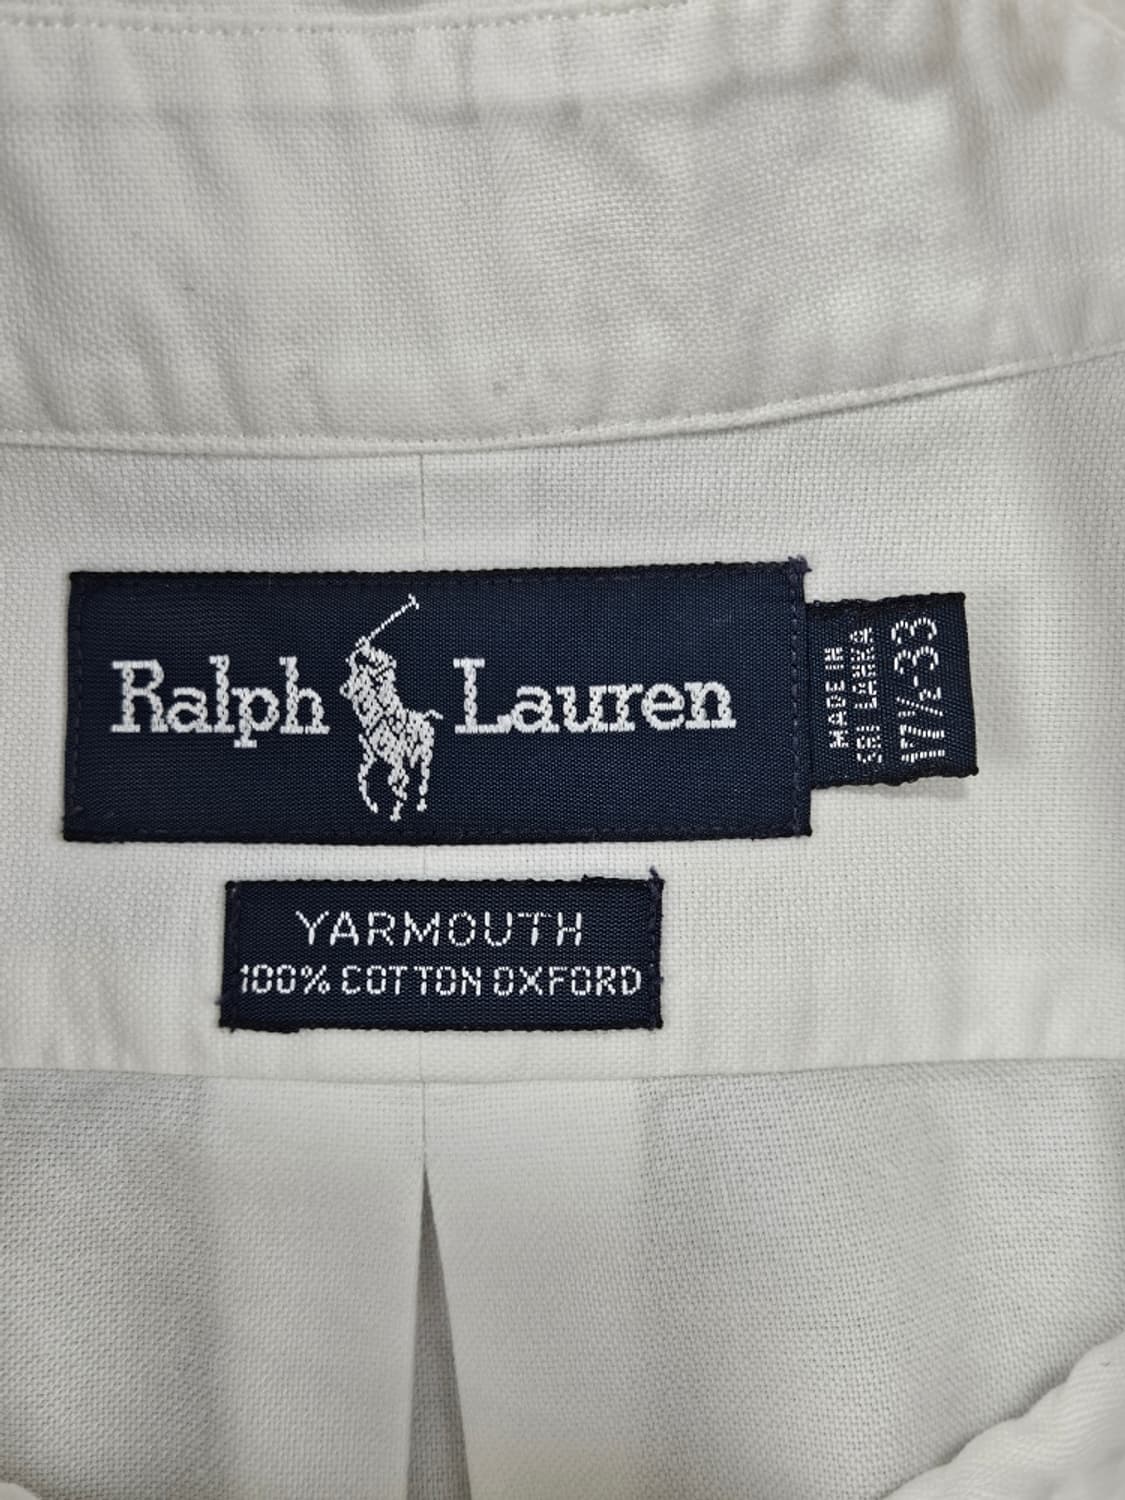 Ralph Lauren
MADE IN
SRI LANKA
17½-33
YARMOUTH
100% COTTON OXFORD